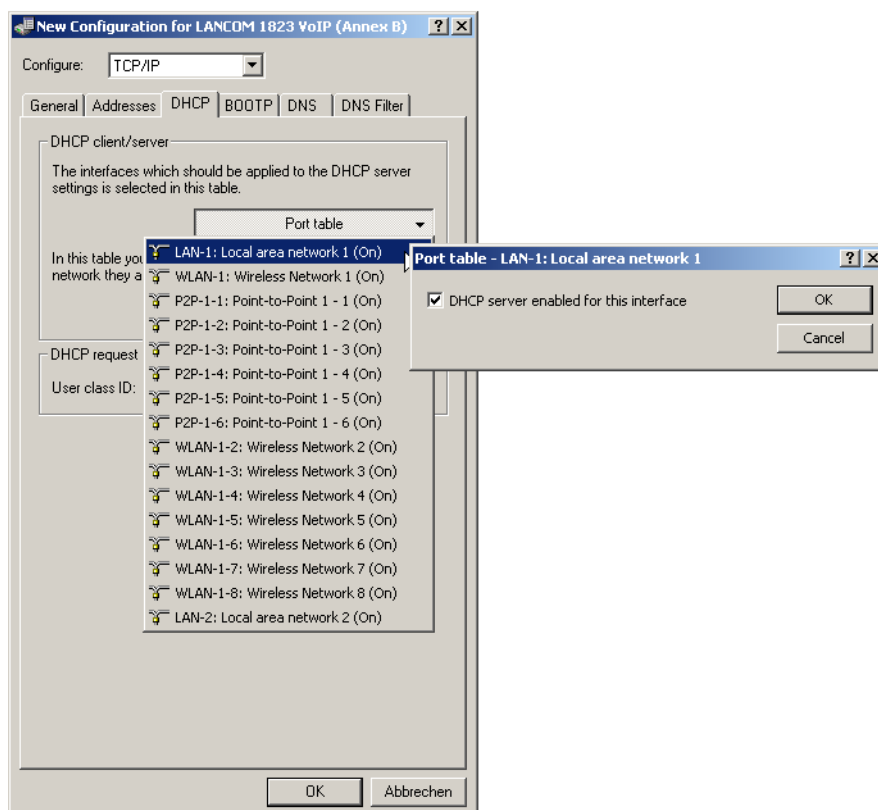 New Configuration for LANCOM 1823 VoIP (Annex B)
Configure: TCP/IP
General Addresses DHCP BOOTP DNS DNS Filter
DHCP client/server
The interfaces which should be applied to the DHCP server
settings is selected in this table.
Port table
In this table you
network they a
LAN-1: Local area network 1 (On)
WLAN-1: Wireless Network 1 (On)
P2P-1-1: Point-to-Point 1 - 1 (On)
P2P-1-2: Point-to-Point 1 - 2 (On)
P2P-1-3: Point-to-Point 1 - 3 (On)
P2P-1-4: Point-to-Point 1 - 4 (On)
P2P-1-5: Point-to-Point 1 - 5 (On)
P2P-1-6: Point-to-Point 1 - 6 (On)
WLAN-1-2: Wireless Network 2 (On)
WLAN-1-3: Wireless Network 3 (On)
WLAN-1-4: Wireless Network 4 (On)
WLAN-1-5: Wireless Network 5 (On)
WLAN-1-6: Wireless Network 6 (On)
WLAN-1-7: Wireless Network 7 (On)
WLAN-1-8: Wireless Network 8 (On)
LAN-2: Local area network 2 (On)
DHCP request
User class ID:
Port table - LAN-1: Local area network 1
DHCP server enabled for this interface
OK
Cancel
OK Abbrechen